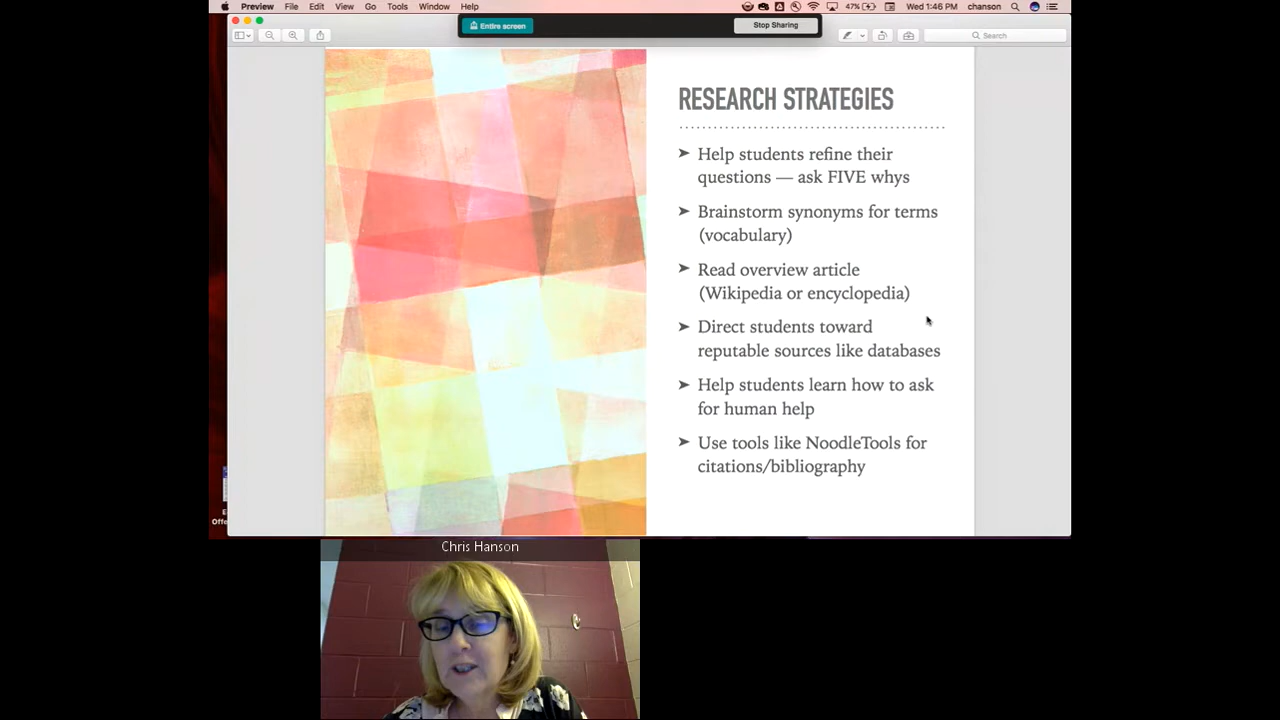 Preview File Edit View Go Tools Window Help 47% Wed 1:46 PM chanson
Entire screen Stop Sharing
Search
RESEARCH STRATEGIES
➤ Help students refine their
questions — ask FIVE whys
➤ Brainstorm synonyms for terms
(vocabulary)
➤ Read overview article
(Wikipedia or encyclopedia)
➤ Direct students toward
reputable sources like databases
➤ Help students learn how to ask
for human help
➤ Use tools like NoodleTools for
citations/bibliography
Chris Hanson